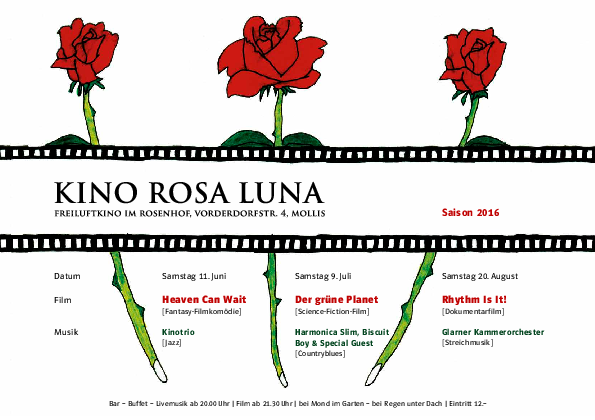 KINO ROSA LUNA
FREILUFTKINO IM ROSENHOF, VORDERDORFSTR. 4, MOLLIS
Saison 2016
Datum Samstag 11. Juni Samstag 9. Juli Samstag 20. August
Film Heaven Can Wait Der grüne Planet Rhythm Is It!
[Fantasy-Filmkomödie] [Science-Fiction-Film] [Dokumentarfilm]
Musik Kinotrio Harmonica Slim, Biscuit Glarner Kammerorchester
[Jazz] Boy & Special Guest [Streichmusik]
[Countryblues]
Bar – Buffet – Livemusik ab 20.00 Uhr | Film ab 21.30 Uhr | bei Mond im Garten – bei Regen unter Dach | Eintritt 12.–